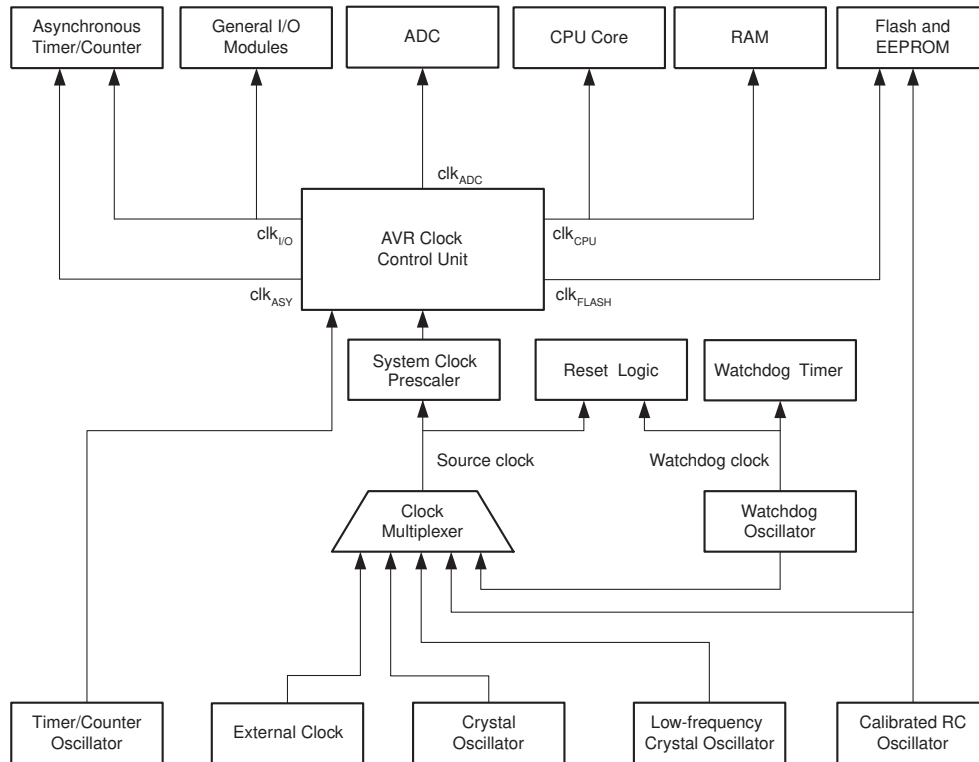 Asynchronous
Timer/Counter
General I/O
Modules
ADC
CPU Core
RAM
Flash and
EEPROM
clkADC
clkI/O
AVR Clock
Control Unit
clkCPU
clkASY
clkFLASH
System Clock
Prescaler
Reset Logic
Watchdog Timer
Source clock
Watchdog clock
Clock
Multiplexer
Watchdog
Oscillator
Timer/Counter
Oscillator
External Clock
Crystal
Oscillator
Low-frequency
Crystal Oscillator
Calibrated RC
Oscillator